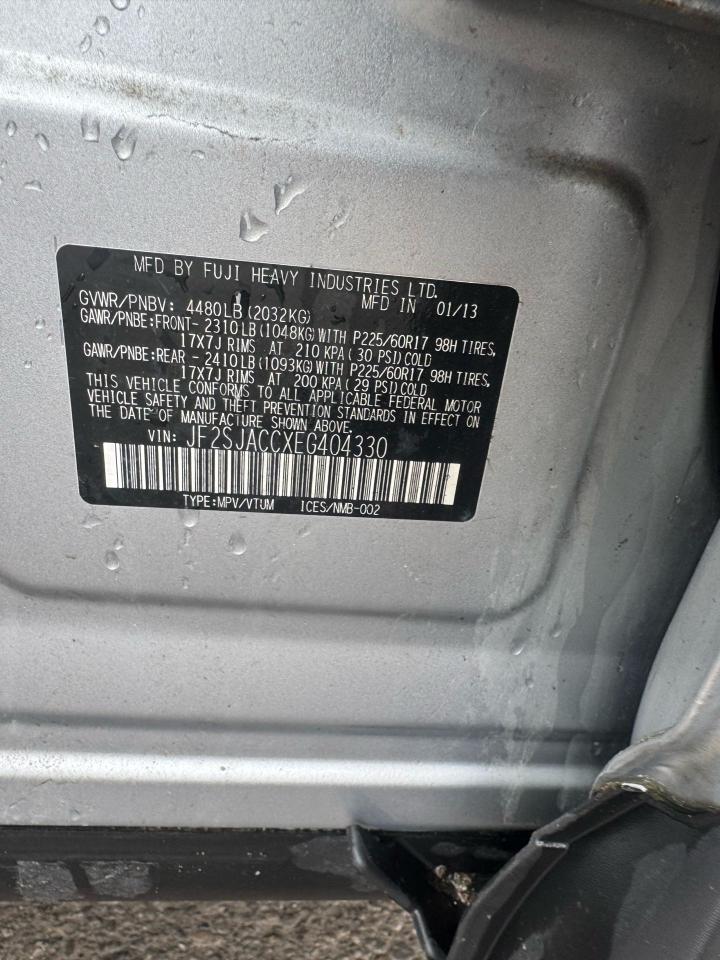 MFD BY FUJI HEAVY INDUSTRIES LTD.
GVWR/PNBV: 4480LB(2032KG) MFD IN 01/13
GAWR/PNBE:FRONT- 2310LB(1048KG)WITH P225/60R17 98H TIRES,
17X7J RIMS AT 210 KPA(30 PSI)COLD
GAWR/PNBE:REAR - 2410LB(1093KG)WITH P225/60R17 98H TIRES,
17X7J RIMS AT 200 KPA(29 PSI)COLD
THIS VEHICLE CONFORMS TO ALL APPLICABLE FEDERAL MOTOR
VEHICLE SAFETY AND THEFT PREVENTION STANDARDS IN EFFECT ON
THE DATE OF MANUFACTURE SHOWN ABOVE.
VIN: JF2SJACCXEG404330
TYPE:MPV/VTUM ICES/NMB-002